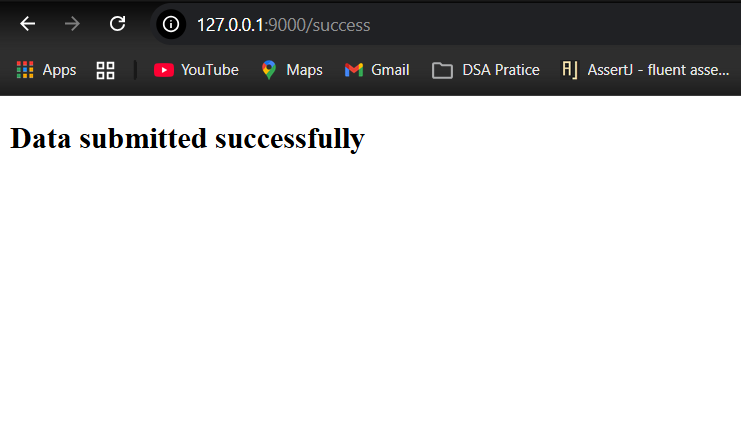 127.0.0.1:9000/success
Apps YouTube Maps Gmail DSA Pratice AssertJ - fluent asse...
Data submitted successfully